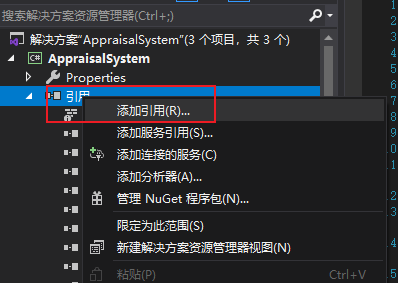 搜索解决方案资源管理器(Ctrl+;)
解决方案"AppraisalSystem"(3 个项目，共 3 个)
AppraisalSystem
Properties
引用
添加引用(R)...
添加服务引用(S)...
添加连接的服务(C)
添加分析器(A)...
管理 NuGet 程序包(N)...
限定为此范围(S)
新建解决方案资源管理器视图(N)
粘贴(P) Ctrl+V